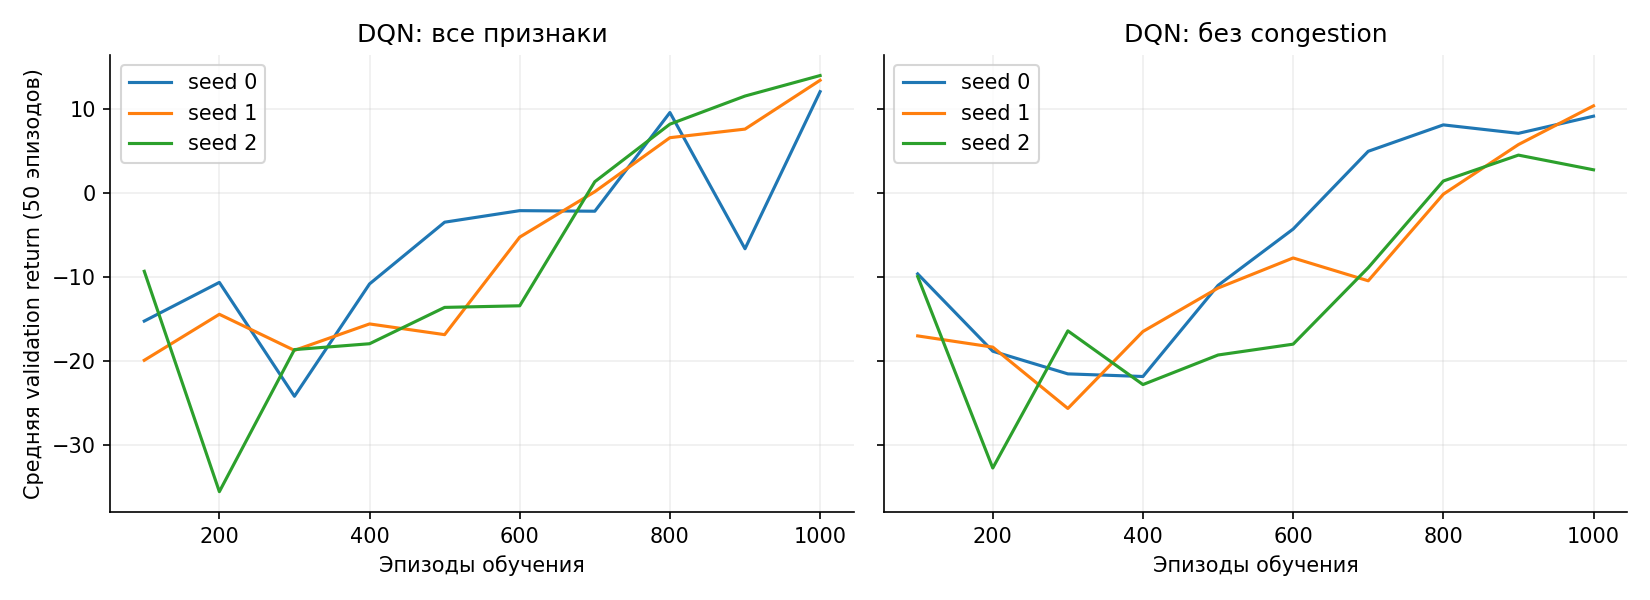 DQN: все признаки
seed 0
seed 1
seed 2
10
0
−10
−20
−30
Средняя validation return (50 эпизодов)
200 400 600 800 1000
Эпизоды обучения
DQN: без congestion
seed 0
seed 1
seed 2
200 400 600 800 1000
Эпизоды обучения